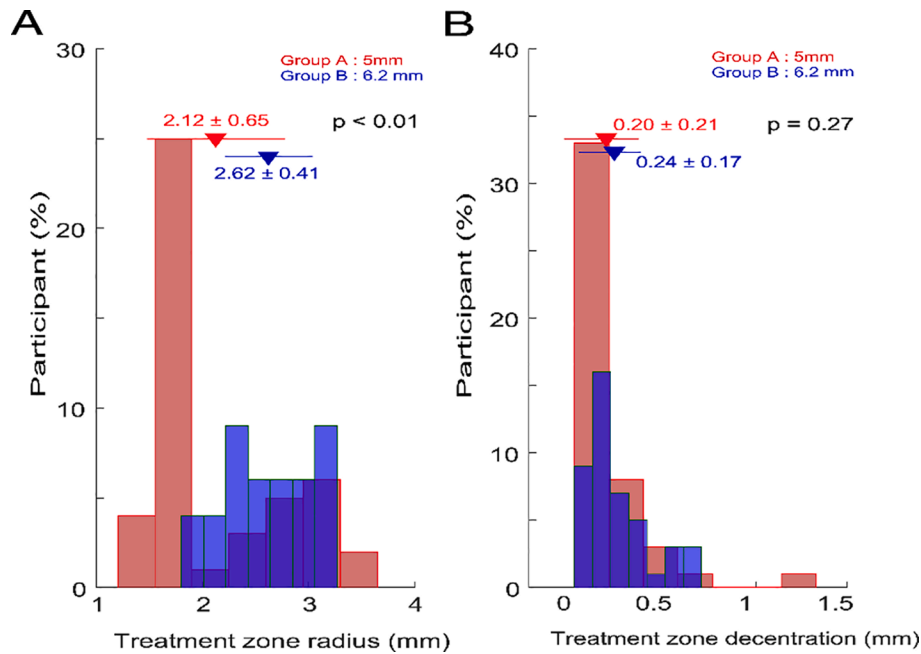 A
30
Group A : 5mm
Group B : 6.2 mm
2.12 ± 0.65
p < 0.01
2.62 ± 0.41
20
10
0
Participant (%)
1
2
3
4
Treatment zone radius (mm)
B
40
Group A : 5mm
Group B : 6.2 mm
0.20 ± 0.21
p = 0.27
0.24 ± 0.17
30
20
10
0
Participant (%)
0
0.5
1
1.5
Treatment zone decentration (mm)